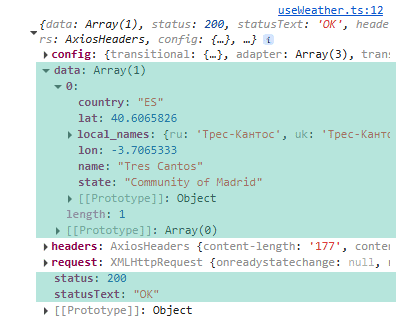 useWeather.ts:12
{data: Array(1), status: 200, statusText: 'OK', heade
rs: AxiosHeaders, config: {…}, …} i
config: {transitional: {…}, adapter: Array(3), trans
data: Array(1)
0:
country: "ES"
lat: 40.6065826
local_names: {ru: 'Трес-Кантос', uk: 'Трес-Кантос
lon: -3.7065333
name: "Tres Cantos"
state: "Community of Madrid"
[[Prototype]]: Object
length: 1
[[Prototype]]: Array(0)
headers: AxiosHeaders {content-length: '177', conten
request: XMLHttpRequest {onreadystatechange: null, r
status: 200
statusText: "OK"
[[Prototype]]: Object